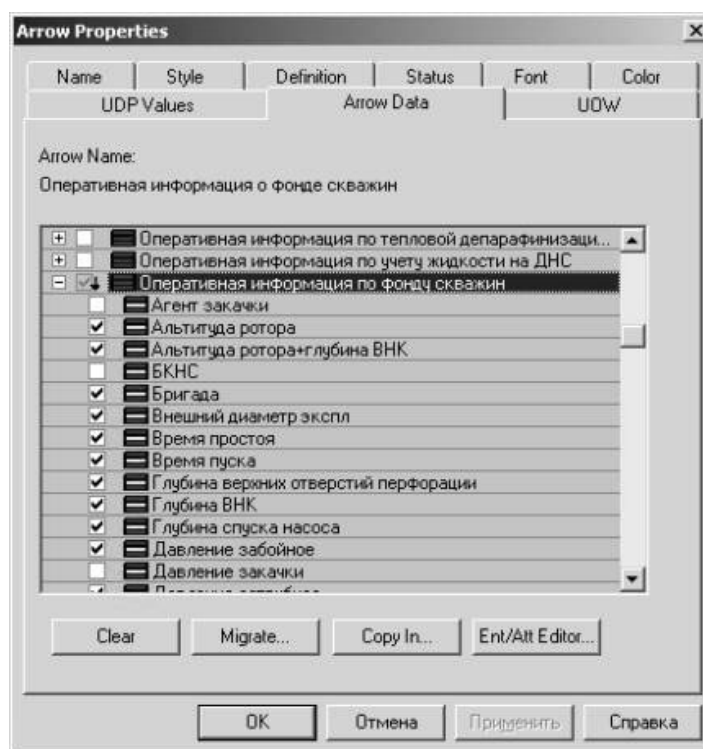 Arrow Properties
Name Style Definition Status Font Color
UDP Values Arrow Data UOW
Arrow Name:
Оперативная информация о фонде скважин
Оперативная информация по тепловой депарафинизаци...
Оперативная информация по учету жидкости на ДНС
Оперативная информация по фонду скважин
Агент закачки
Альтитуда ротора
Альтитуда ротора+глубина ВНК
БКНС
Бригада
Внешний диаметр экспл
Время простоя
Время пуска
Глубина верхних отверстий перфорации
Глубина ВНК
Глубина спуска насоса
Давление забойное
Давление закачки
Clear Migrate... Copy In... Ent/Att Editor...
OK Отмена Применить Справка